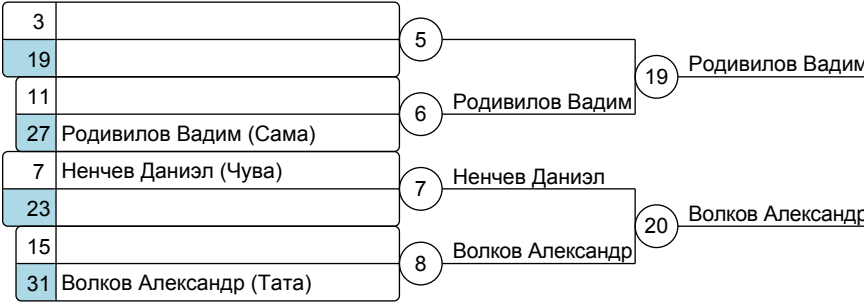 3
5
19
19 Родивилов Вадим
11
6 Родивилов Вадим
27 Родивилов Вадим (Сама)
7 Ненчев Даниэл (Чува)
7 Ненчев Даниэл
23
20 Волков Александр
15
8 Волков Александр
31 Волков Александр (Тата)